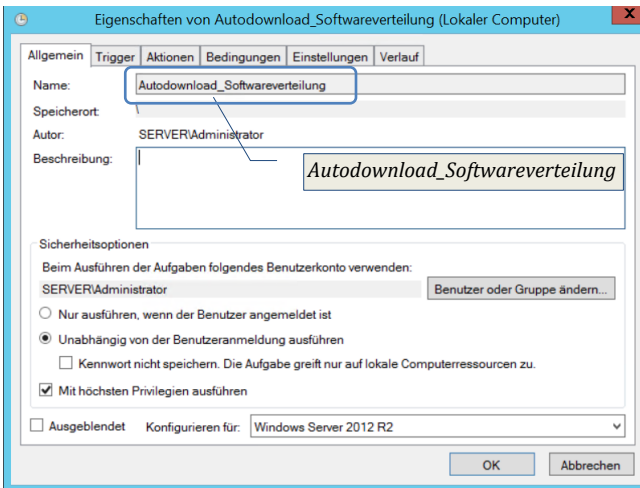 Eigenschaften von Autodownload_Softwareverteilung (Lokaler Computer)
X
Allgemein Trigger Aktionen Bedingungen Einstellungen Verlauf
Name: Autodownload_Softwareverteilung
Speicherort: \
Autor: SERVER\Administrator
Beschreibung:
Autodownload_Softwareverteilung
Sicherheitsoptionen
Beim Ausführen der Aufgaben folgendes Benutzerkonto verwenden:
SERVER\Administrator Benutzer oder Gruppe ändern...
Nur ausführen, wenn der Benutzer angemeldet ist
Unabhängig von der Benutzeranmeldung ausführen
Kennwort nicht speichern. Die Aufgabe greift nur auf lokale Computerressourcen zu.
Mit höchsten Privilegien ausführen
Ausgeblendet Konfigurieren für: Windows Server 2012 R2
OK Abbrechen